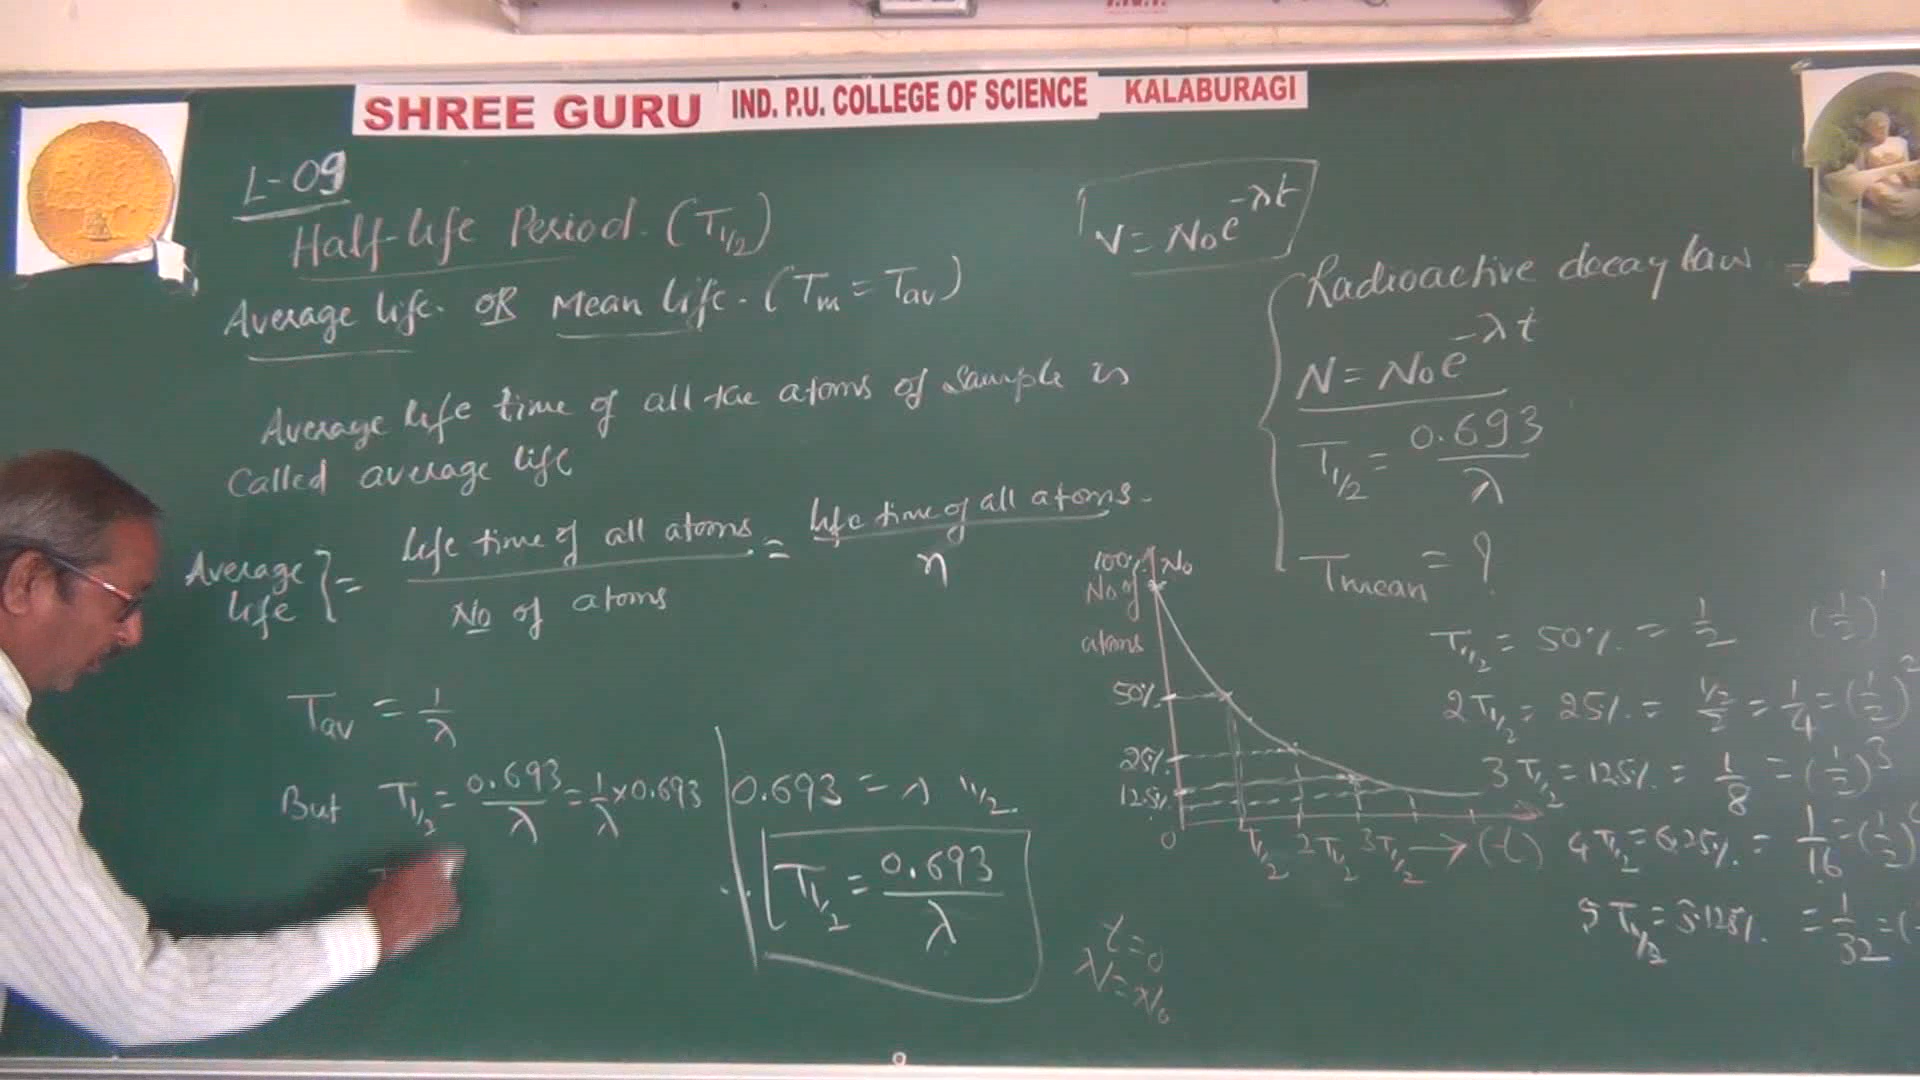 SHREE GURU IND. P.U. COLLEGE OF SCIENCE KALABURAGI
L-09
Half-life Period. (T1/2)
Average life. OR Mean life. (Tm = Tav)
Average life time of all the atoms of sample is
Called average life
Average life } = life time of all atoms / No of atoms = life time of all atoms / n
Tav = 1/λ
But T1/2 = 0.693/λ = 1/λ × 0.693
0.693 = λ
∴ T1/2 = 0.693/λ
N = N0e^-λt
Radioactive decay law
N = N0e^-λt
T1/2 = 0.693/λ
Tmean = ?
100% N0
No of
atoms
50%
25%
12.5%
0 T1/2 2T1/2 3T1/2 → (t)
t = 0
N = N0
T1/2 = 50% = 1/2 (1/2)^1
2T1/2 = 25% = 1/2/2 = 1/4 = (1/2)^2
3T1/2 = 12.5% = 1/8 = (1/2)^3
4T1/2 = 6.25% = 1/16 = (1/2)
5T1/2 = 3.125% = 1/32 = (